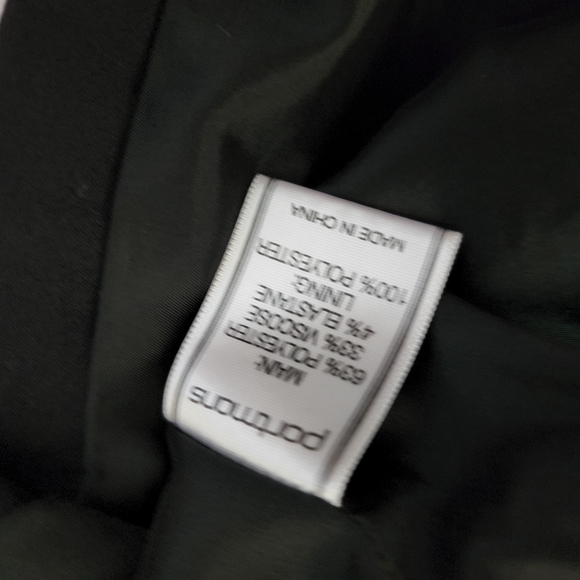 portmans
MAIN:
63% POLYESTER
33% VISCOSE
4% ELASTANE
LINING:
100% POLYESTER
MADE IN CHINA